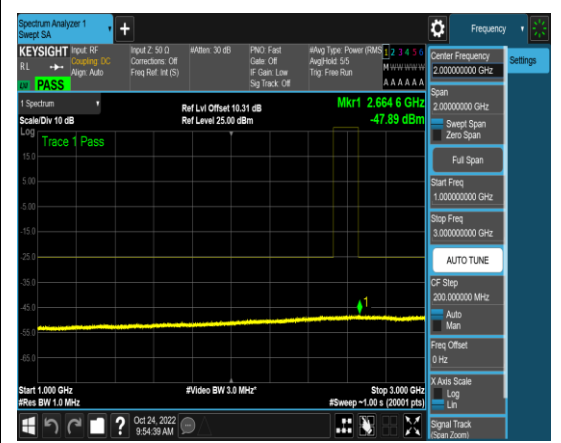 Spectrum Analyzer 1
Swept SA
Frequency
KEYSIGHT
Input: RF
Input Z: 50 Ω
#Atten: 30 dB
PNO: Fast
#Avg Type: Power (RMS
1 2 3 4 5 6
RL
Coupling: DC
Corrections: Off
Gate: Off
Avg|Hold: 5/5
M W W W W W
Align: Auto
Freq Ref: Int (S)
IF Gain: Low
Trig: Free Run
Sig Track: Off
A A A A A A
LXI
PASS
1 Spectrum
Ref Lvl Offset 10.31 dB
Mkr1 2.664 6 GHz
Scale/Div 10 dB
Ref Level 25.00 dBm
-47.89 dBm
Log
Trace 1 Pass
15.0
5.00
-5.00
-15.0
-25.0
-35.0
-45.0
-55.0
-65.0
1
Start 1.000 GHz
#Video BW 3.0 MHz*
Stop 3.000 GHz
#Res BW 1.0 MHz
#Sweep ~1.00 s (20001 pts)
Oct 24, 2022
9:54:39 AM
?
Center Frequency
2.000000000 GHz
Settings
Span
2.00000000 GHz
Swept Span
Zero Span
Full Span
Start Freq
1.000000000 GHz
Stop Freq
3.000000000 GHz
AUTO TUNE
CF Step
200.000000 MHz
Auto
Man
Freq Offset
0 Hz
X Axis Scale
Log
Lin
Signal Track
(Span Zoom)